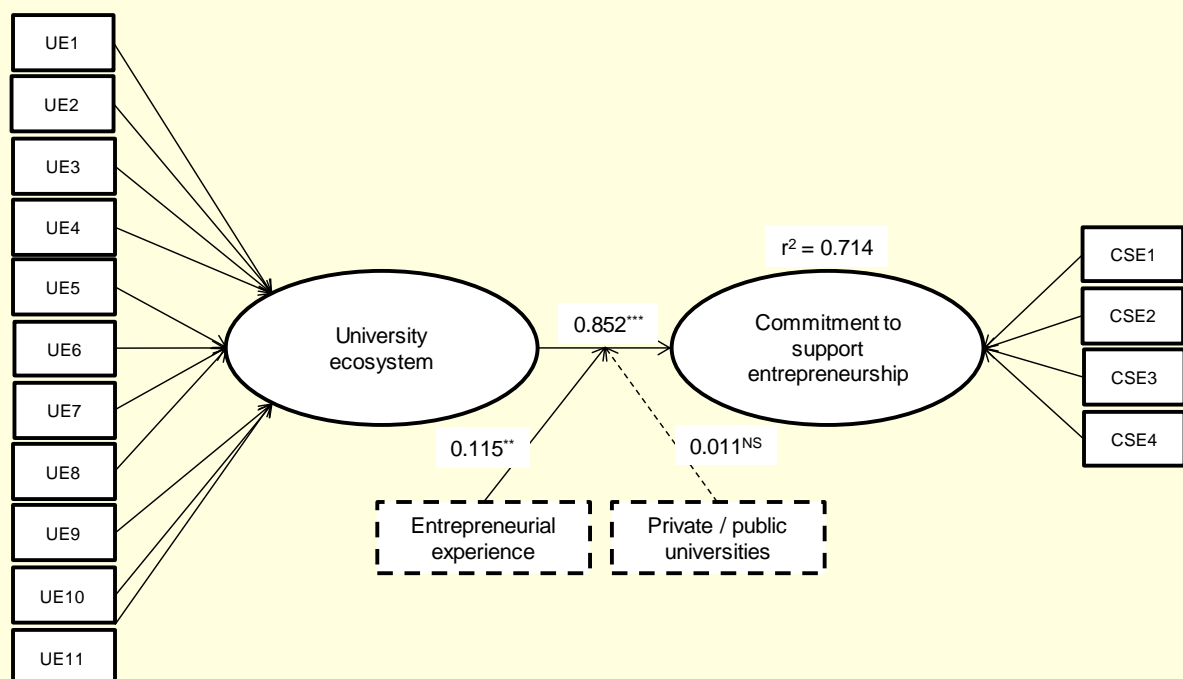 UE1
UE2
UE3
UE4
UE5
UE6
UE7
UE8
UE9
UE10
UE11
University
ecosystem
0.852***
0.115**
0.011NS
Entrepreneurial
experience
Private / public
universities
r² = 0.714
Commitment to
support
entrepreneurship
CSE1
CSE2
CSE3
CSE4